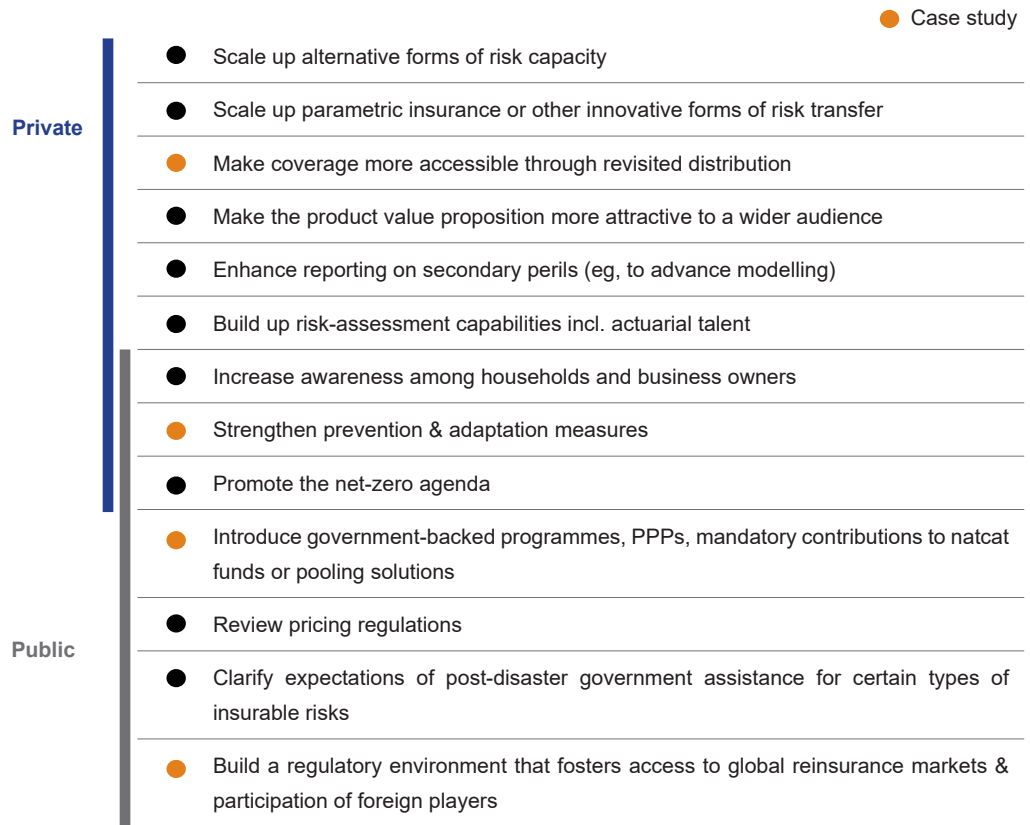 Case study
Scale up alternative forms of risk capacity
Private
Scale up parametric insurance or other innovative forms of risk transfer
Make coverage more accessible through revisited distribution
Make the product value proposition more attractive to a wider audience
Enhance reporting on secondary perils (eg, to advance modelling)
Build up risk-assessment capabilities incl. actuarial talent
Increase awareness among households and business owners
Strengthen prevention & adaptation measures
Promote the net-zero agenda
Introduce government-backed programmes, PPPs, mandatory contributions to natcat
funds or pooling solutions
Public
Review pricing regulations
Clarify expectations of post-disaster government assistance for certain types of
insurable risks
Build a regulatory environment that fosters access to global reinsurance markets &
participation of foreign players